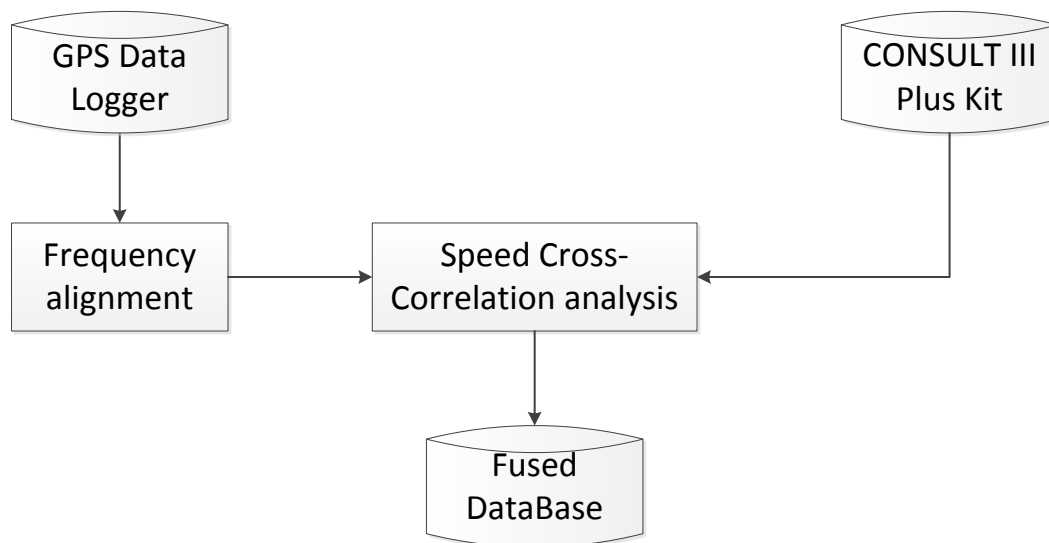 GPS Data
Logger
CONSULT III
Plus Kit
Frequency
alignment
Speed Cross-
Correlation analysis
Fused
DataBase